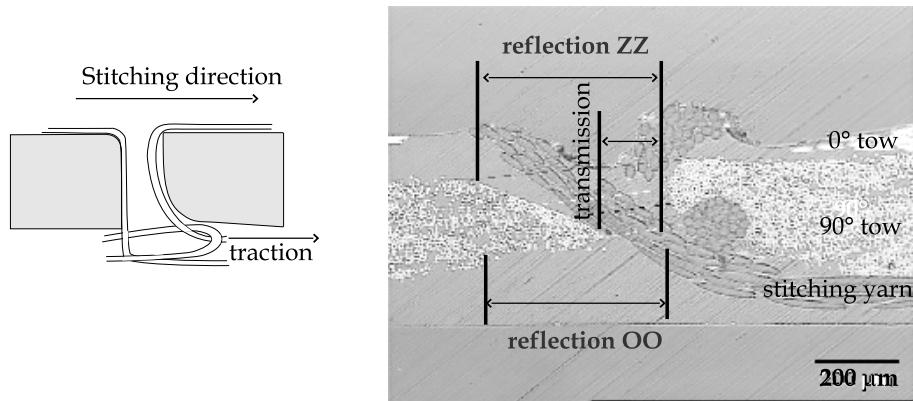 Stitching direction
traction
reflection ZZ
transmission
0° tow
90° tow
stitching yarn
reflection OO
200 µm